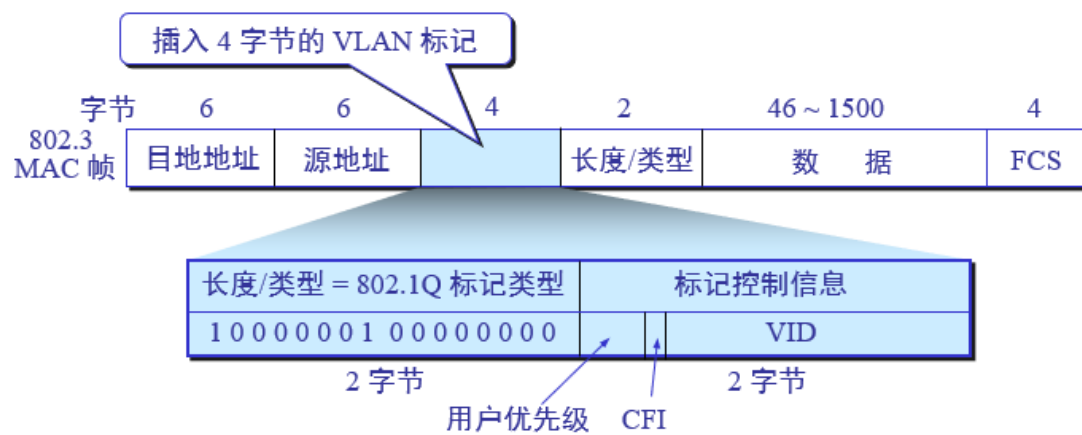 插入 4 字节的 VLAN 标记
字节 6 6 4 2 46 ~ 1500 4
802.3
MAC 帧
目地地址 源地址 长度/类型 数 据 FCS
长度/类型 = 802.1Q 标记类型 标记控制信息
1 0 0 0 0 0 0 1 0 0 0 0 0 0 0 0 VID
2 字节 2 字节
用户优先级 CFI